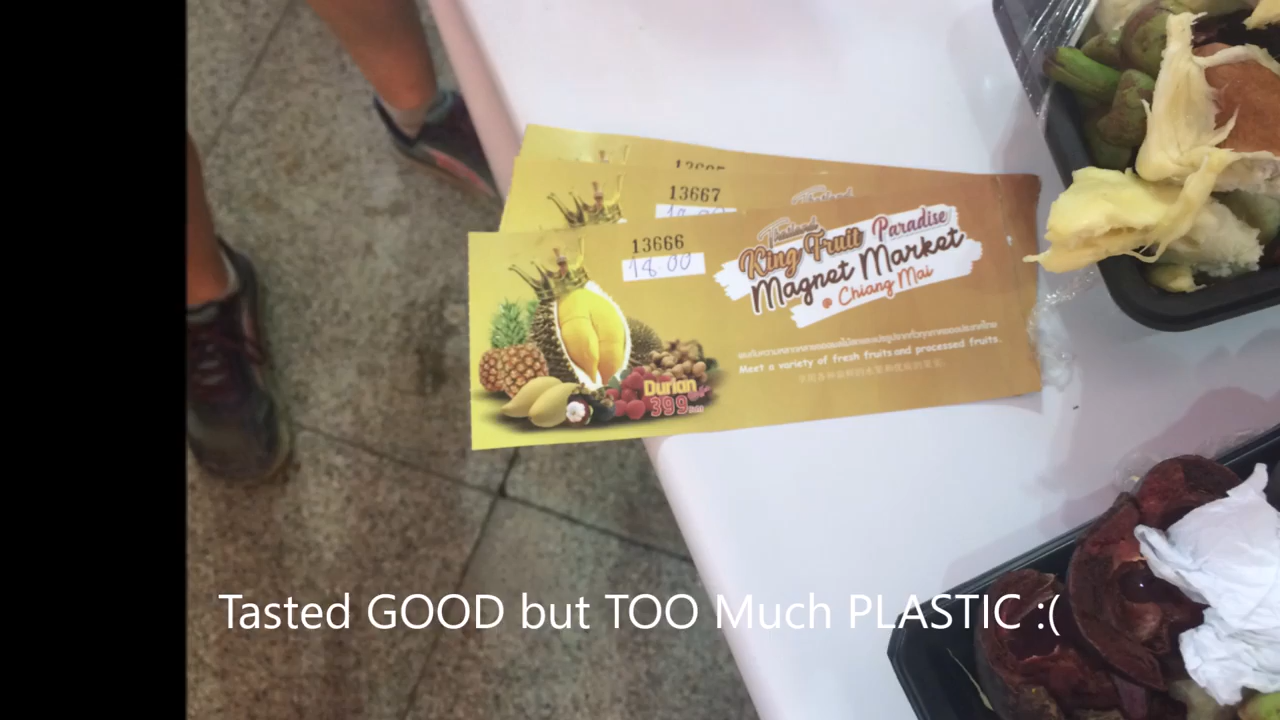 13667
13666
18.00
Thailand
King Fruit Paradise
Magnet Market
@ Chiang Mai
Meet a variety of fresh fruits and processed fruits.
Durian
399
Tasted GOOD but TOO Much PLASTIC :(